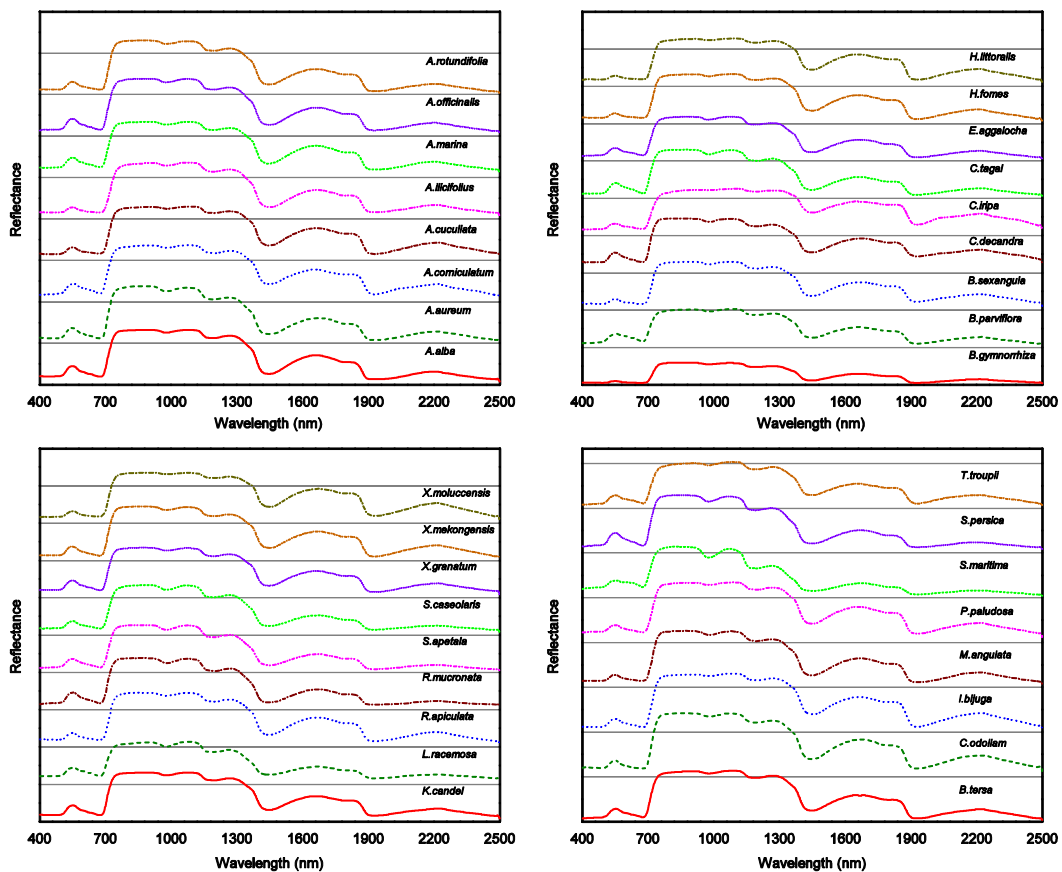 Reflectance
A.rotundifolia
A.officinalis
A.marina
A.ilicifolius
A.cucullata
A.corniculatum
A.aureum
A.alba
400 700 1000 1300 1600 1900 2200 2500
Wavelength (nm)
Reflectance
H.littoralis
H.fomes
E.aggalocha
C.tagal
C.iripa
C.decandra
B.sexangula
B.parviflora
B.gymnorrhiza
400 700 1000 1300 1600 1900 2200 2500
Wavelength (nm)
Reflectance
X.moluccensis
X.mekongensis
X.granatum
S.caseolaris
S.apetala
R.mucronata
R.apiculata
L.racemosa
K.candel
400 700 1000 1300 1600 1900 2200 2500
Wavelength (nm)
Reflectance
T.troupii
S.persica
S.maritima
P.paludosa
M.angulata
I.bijuga
C.odollam
B.tersa
400 700 1000 1300 1600 1900 2200 2500
Wavelength (nm)